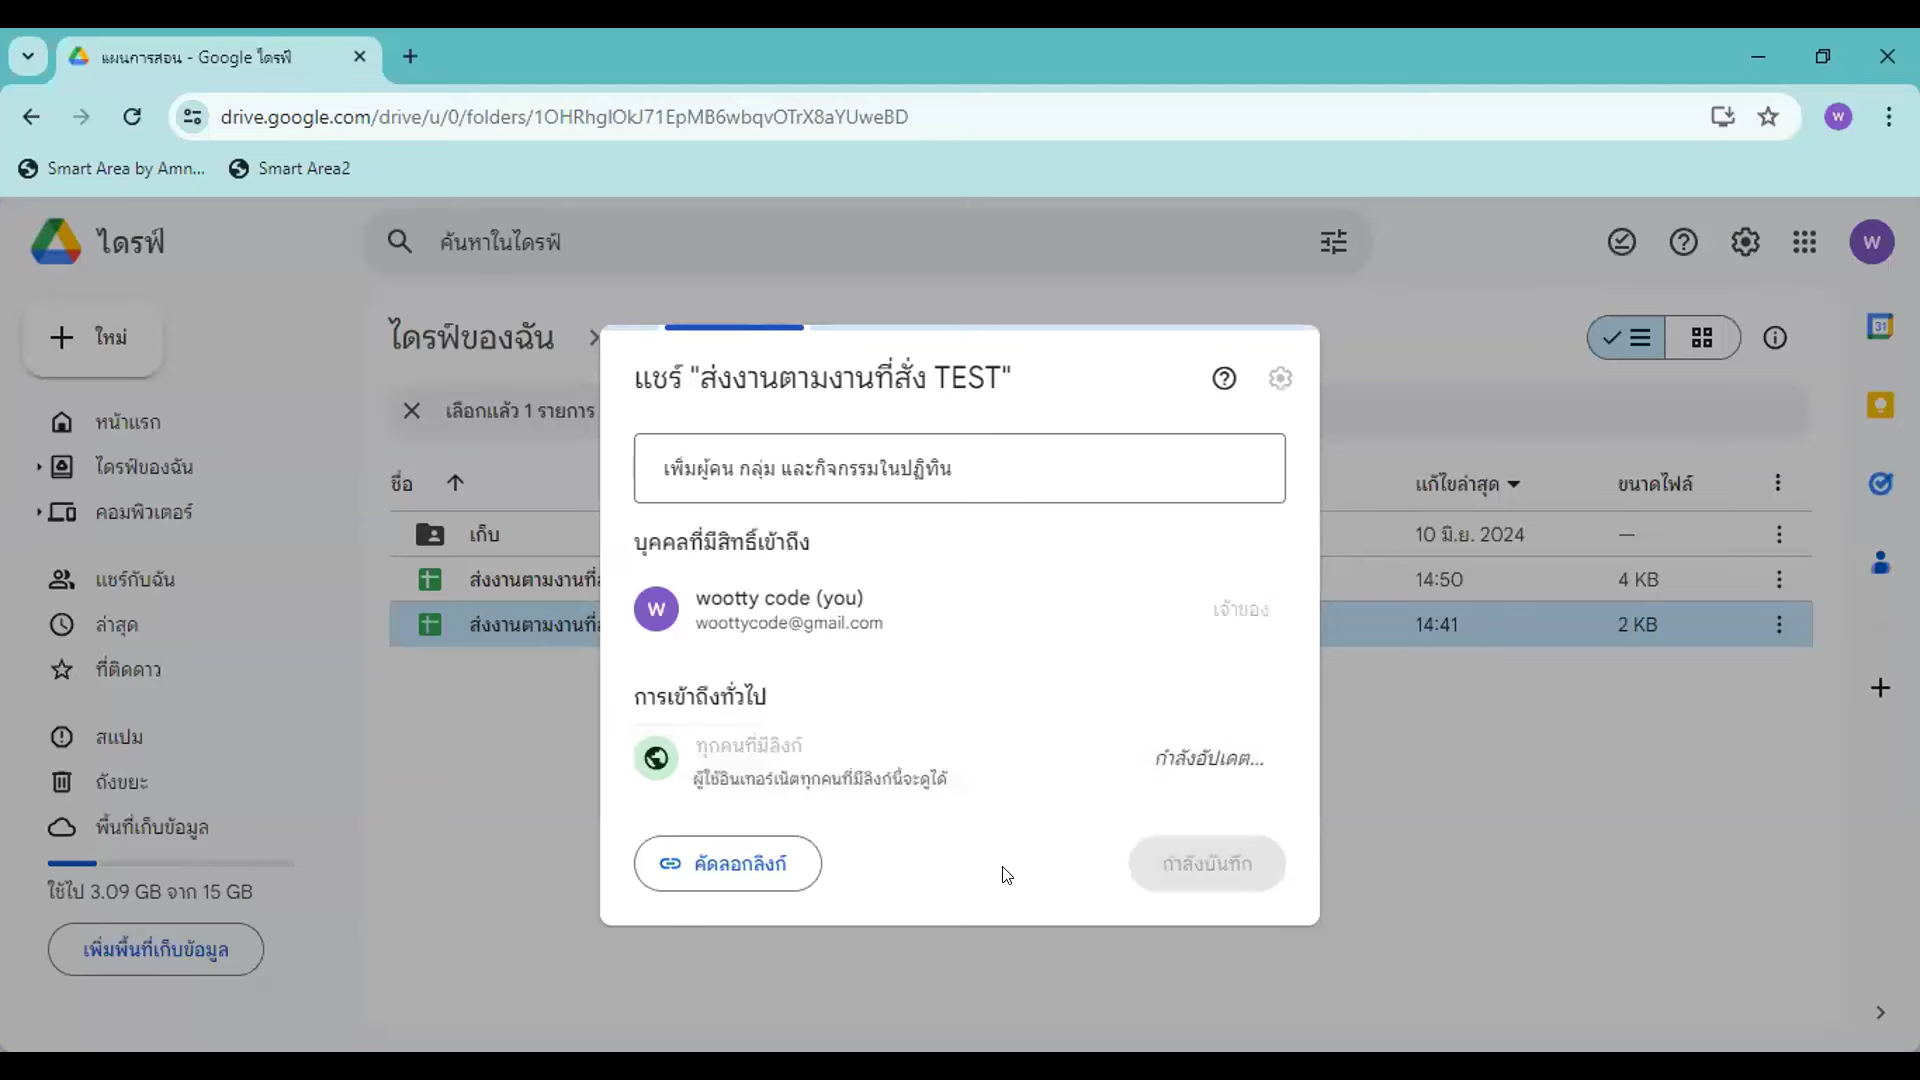 แผนการสอน - Google ไดรฟ์
drive.google.com/drive/u/0/folders/1OHRhgIOkJ71EpMB6wbqvOTrX8aYUweBD
W
Smart Area by Amn...
Smart Area2
ไดรฟ์
ค้นหาในไดรฟ์
W
ใหม่
ไดรฟ์ของฉัน
31
แชร์ "ส่งงานตามงานที่สั่ง TEST"
เลือกแล้ว 1 รายการ
หน้าแรก
ไดรฟ์ของฉัน
คอมพิวเตอร์
แชร์กับฉัน
ล่าสุด
ที่ติดดาว
สแปม
ถังขยะ
พื้นที่เก็บข้อมูล
ใช้ไป 3.09 GB จาก 15 GB
เพิ่มพื้นที่เก็บข้อมูล
ชื่อ
แก้ไขล่าสุด
ขนาดไฟล์
เก็บ
10 มิ.ย. 2024
—
ส่งงานตามงานที่
14:50
4 KB
ส่งงานตามงานที่
14:41
2 KB
เพิ่มผู้คน กลุ่ม และกิจกรรมในปฏิทิน
บุคคลที่มีสิทธิ์เข้าถึง
W
wootty code (you)
woottycode@gmail.com
เจ้าของ
การเข้าถึงทั่วไป
ทุกคนที่มีลิงก์
ผู้ใช้อินเทอร์เน็ตทุกคนที่มีลิงก์นี้จะดูได้
กำลังอัปเดต...
คัดลอกลิงก์
กำลังบันทึก